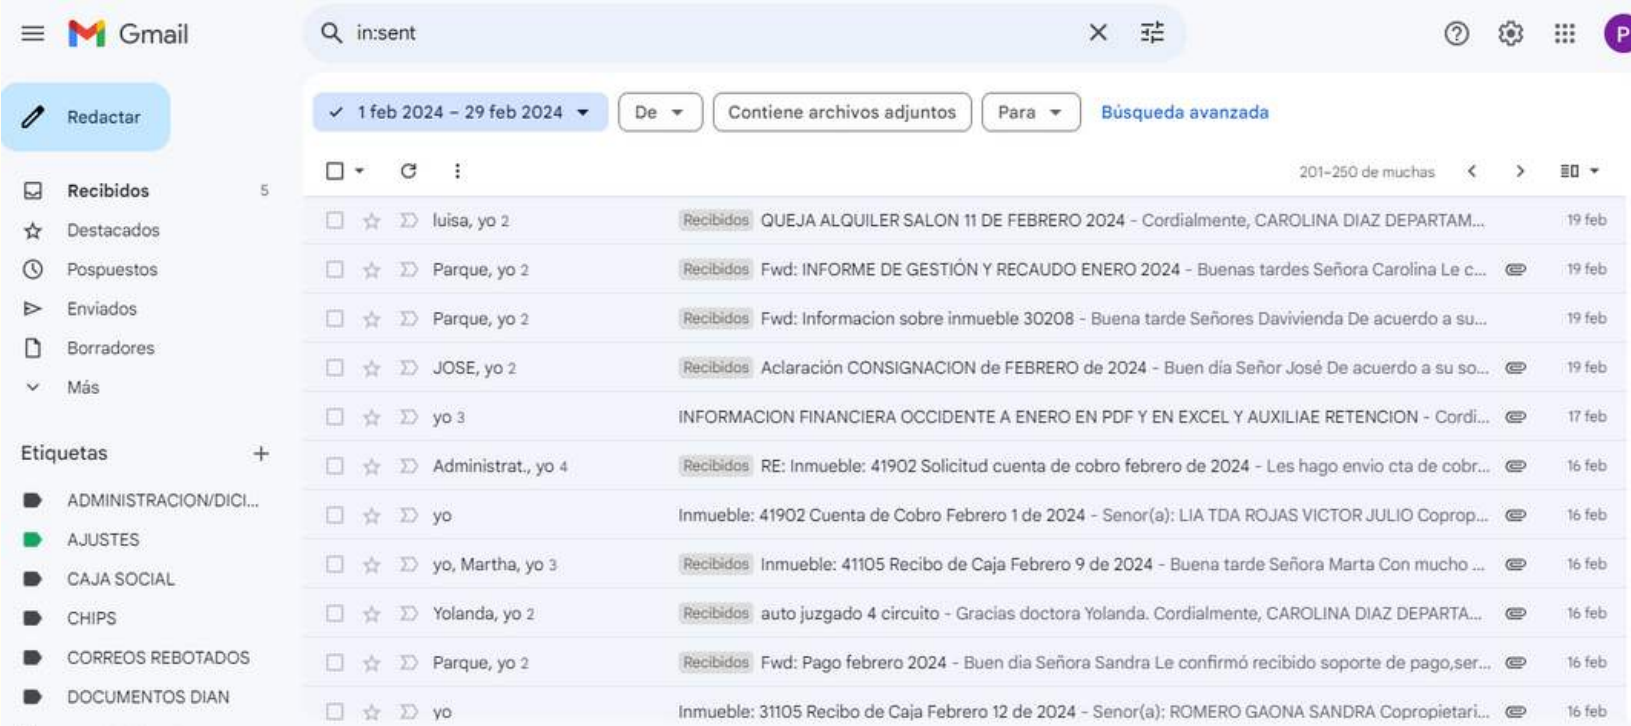 Gmail
in:sent
P
Redactar
1 feb 2024 – 29 feb 2024
De
Contiene archivos adjuntos
Para
Búsqueda avanzada
201–250 de muchas
Recibidos 5
Destacados
Pospuestos
Enviados
Borradores
Más
Etiquetas
ADMINISTRACION/DICI...
AJUSTES
CAJA SOCIAL
CHIPS
CORREOS REBOTADOS
DOCUMENTOS DIAN
luisa, yo 2 Recibidos QUEJA ALQUILER SALON 11 DE FEBRERO 2024 - Cordialmente, CAROLINA DIAZ DEPARTAM... 19 feb
Parque, yo 2 Recibidos Fwd: INFORME DE GESTIÓN Y RECAUDO ENERO 2024 - Buenas tardes Señora Carolina Le c... 19 feb
Parque, yo 2 Recibidos Fwd: Informacion sobre inmueble 30208 - Buena tarde Señores Davivienda De acuerdo a su... 19 feb
JOSE, yo 2 Recibidos Aclaración CONSIGNACION de FEBRERO de 2024 - Buen día Señor José De acuerdo a su so... 19 feb
yo 3 INFORMACION FINANCIERA OCCIDENTE A ENERO EN PDF Y EN EXCEL Y AUXILIAE RETENCION - Cordi... 17 feb
Administrat., yo 4 Recibidos RE: Inmueble: 41902 Solicitud cuenta de cobro febrero de 2024 - Les hago envio cta de cobr... 16 feb
yo Inmueble: 41902 Cuenta de Cobro Febrero 1 de 2024 - Senor(a): LIA TDA ROJAS VICTOR JULIO Coprop... 16 feb
yo, Martha, yo 3 Recibidos Inmueble: 41105 Recibo de Caja Febrero 9 de 2024 - Buena tarde Señora Marta Con mucho ... 16 feb
Yolanda, yo 2 Recibidos auto juzgado 4 circuito - Gracias doctora Yolanda. Cordialmente, CAROLINA DIAZ DEPARTA... 16 feb
Parque, yo 2 Recibidos Fwd: Pago febrero 2024 - Buen dia Señora Sandra Le confirmó recibido soporte de pago,ser... 16 feb
yo Inmueble: 31105 Recibo de Caja Febrero 12 de 2024 - Senor(a): ROMERO GAONA SANDRA Copropietari... 16 feb